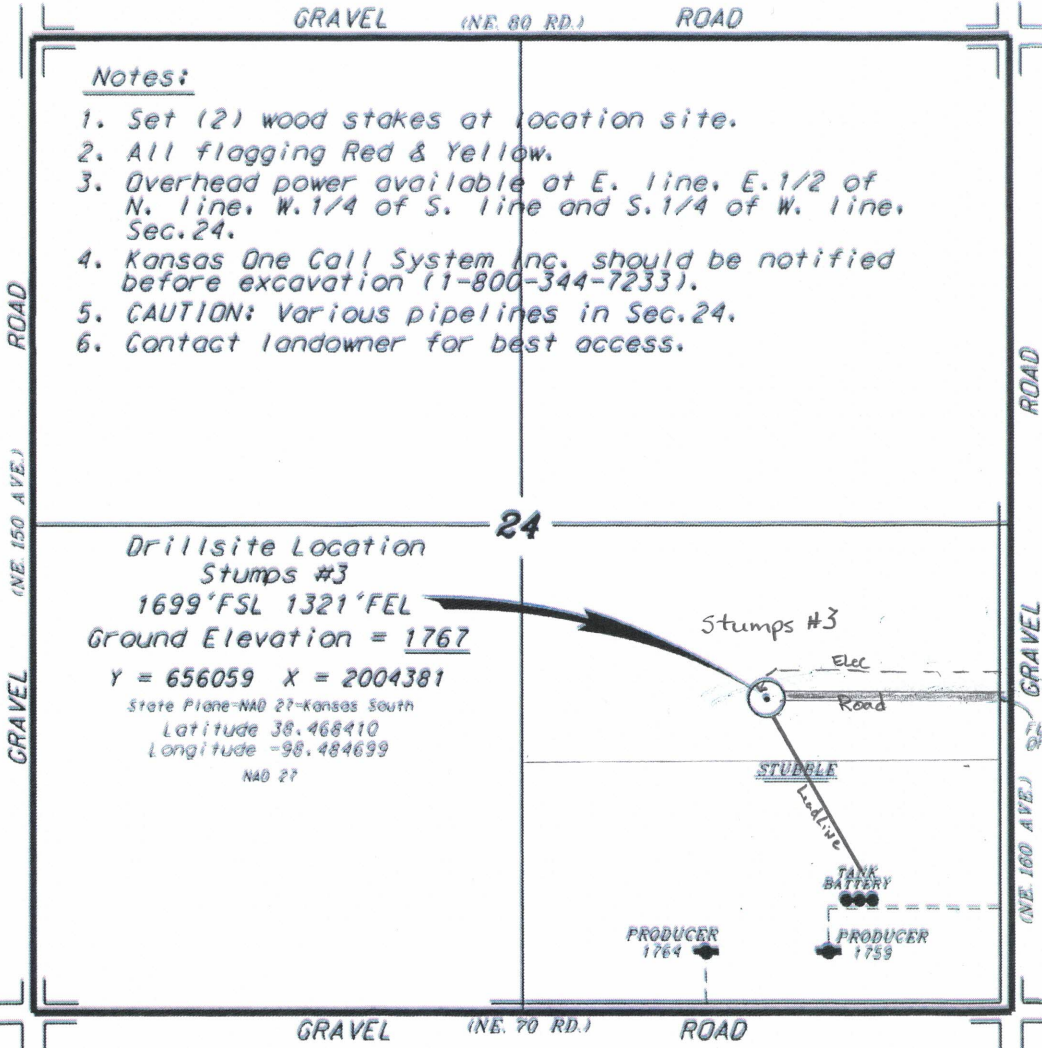 GRAVEL (NE. 80 RD.) ROAD
Notes:
1. Set (2) wood stakes at location site.
2. All flagging Red & Yellow.
3. Overhead power available at E. line, E.1/2 of
N. line, W.1/4 of S. line and S.1/4 of W. line,
Sec.24.
4. Kansas One Call System Inc. should be notified
before excavation (1-800-344-7233).
5. CAUTION: Various pipelines in Sec.24.
6. Contact landowner for best access.
GRAVEL (NE. 150 AVE.) ROAD
24
Drillsite Location
Stumps #3
1699'FSL 1321'FEL
Ground Elevation = 1767
Y = 656059 X = 2004381
State Plane-NAD 27-Kansas South
Latitude 38.468410
Longitude -98.484699
NAD 27
Stumps #3
Elec
Road
STUBBLE
Lead Line
TANK
BATTERY
PRODUCER
1764
PRODUCER
1759
ROAD
GRAVEL
(NE. 160 AVE.)
GRAVEL (NE. 70 RD.) ROAD